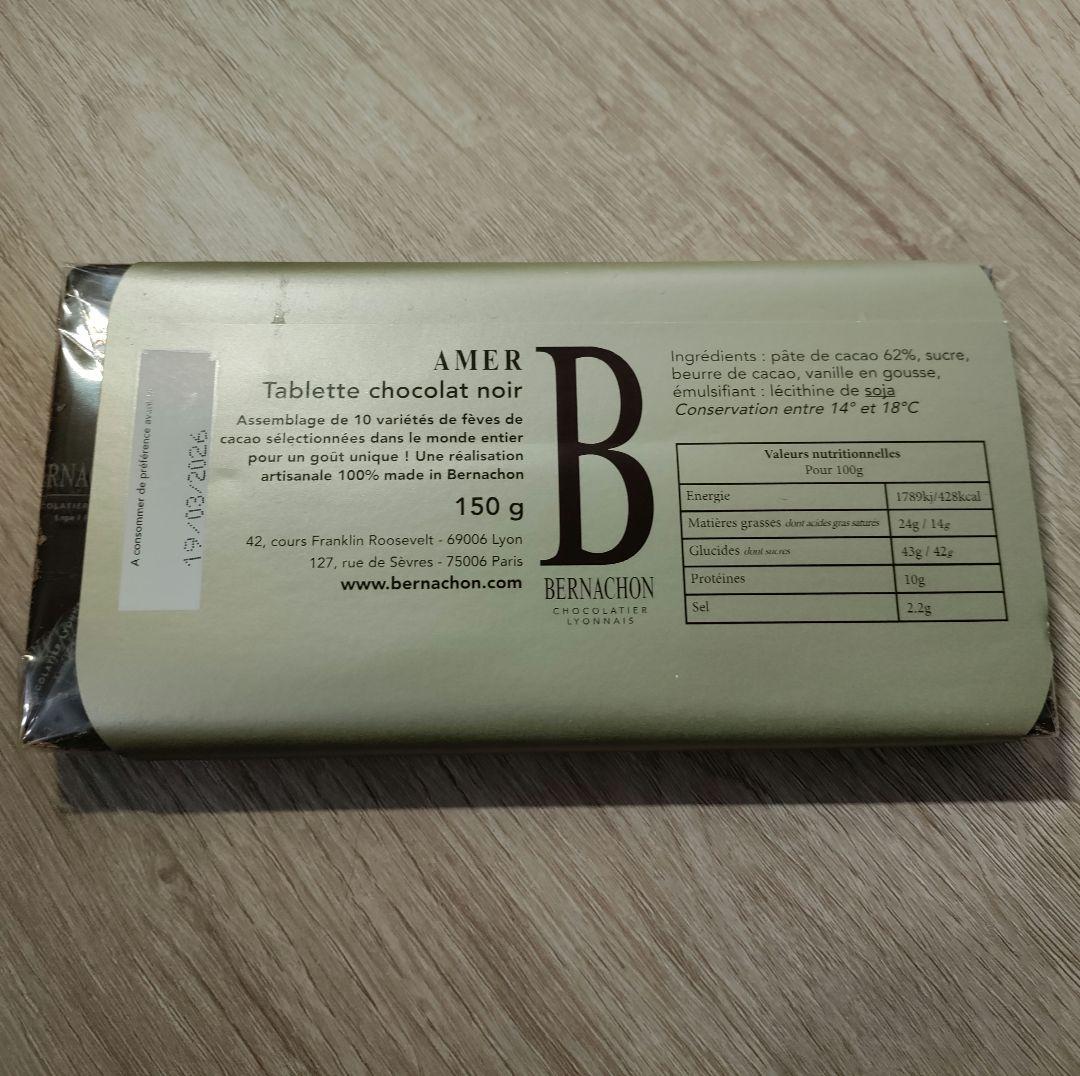 A consommer de préférence avant le
19/03/2026
AMER
Tablette chocolat noir
Assemblage de 10 variétés de fèves de
cacao sélectionnées dans le monde entier
pour un goût unique ! Une réalisation
artisanale 100% made in Bernachon
150 g
42, cours Franklin Roosevelt - 69006 Lyon
127, rue de Sèvres - 75006 Paris
www.bernachon.com
B
BERNACHON
CHOCOLATIER
LYONNAIS
Ingrédients : pâte de cacao 62%, sucre,
beurre de cacao, vanille en gousse,
émulsifiant : lécithine de soja
Conservation entre 14° et 18°C
Valeurs nutritionnelles
Pour 100g
Energie 1789kj/428kcal
Matières grasses dont acides gras saturés 24g / 14g
Glucides dont sucres 43g / 42g
Protéines 10g
Sel 2.2g
RNA
COLATIER